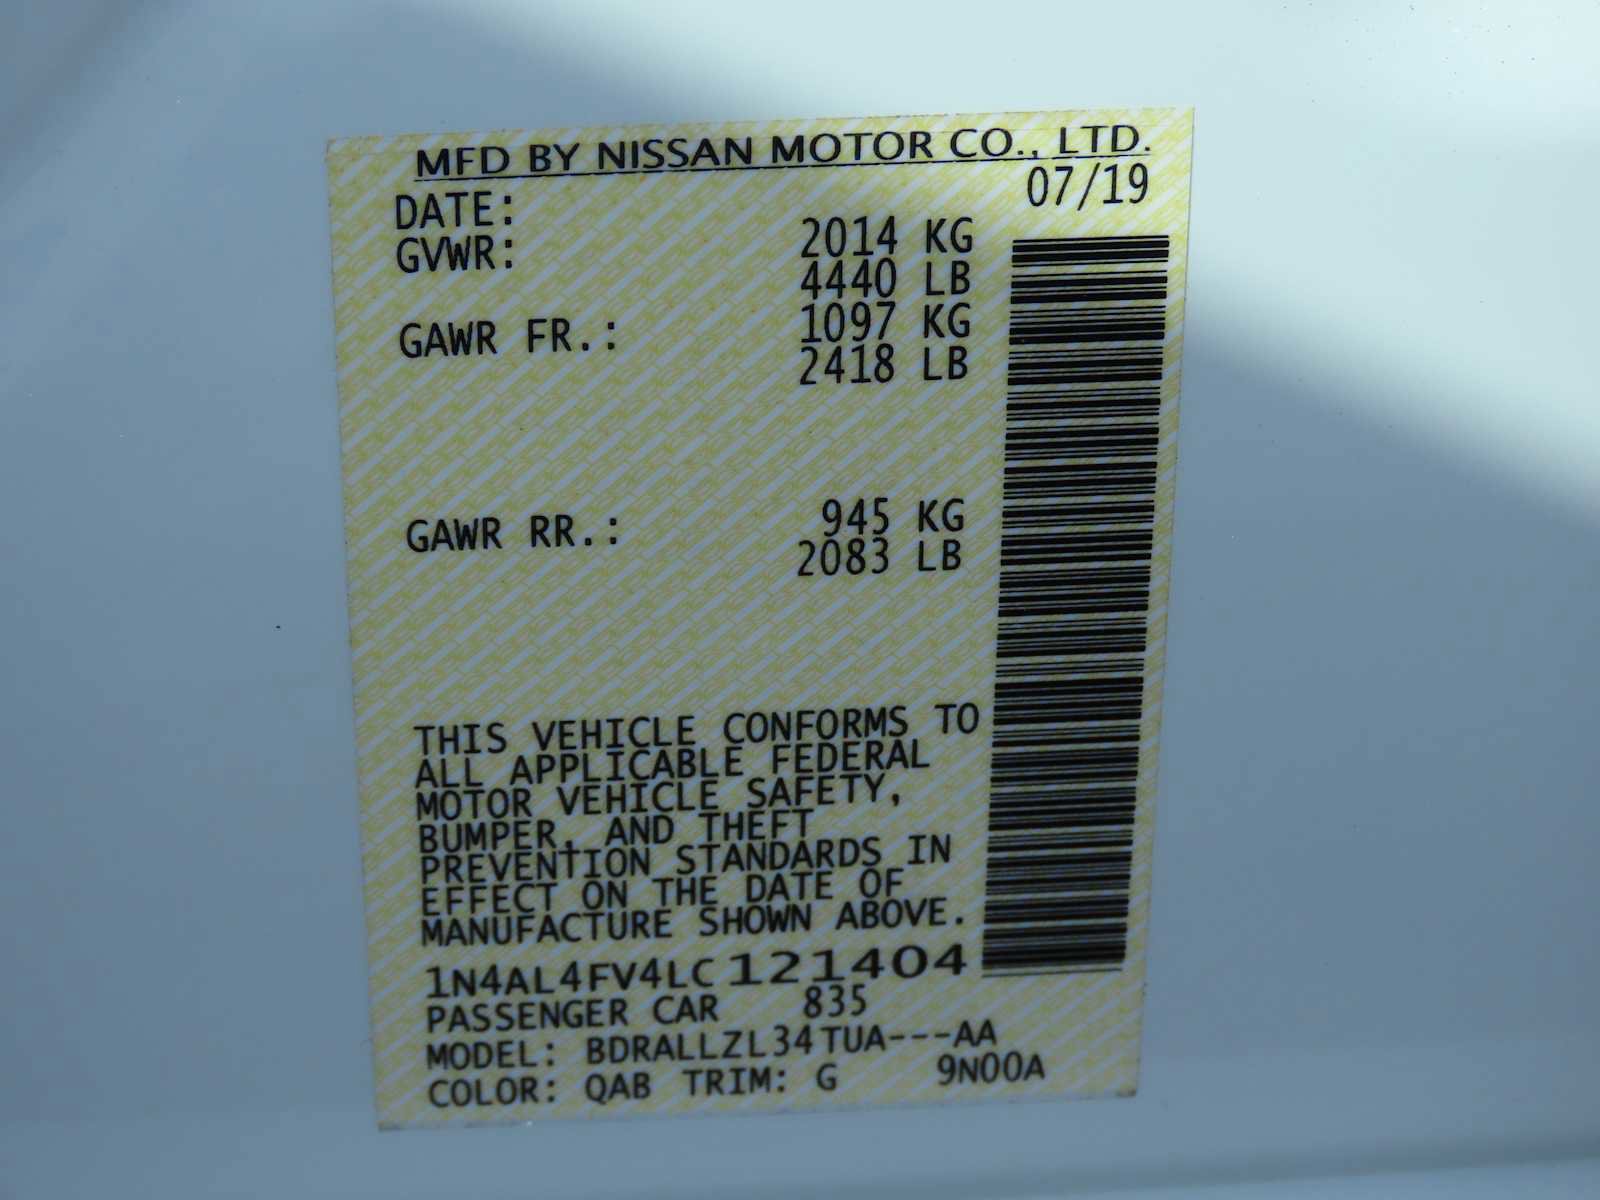 MFD BY NISSAN MOTOR CO., LTD.
DATE: 07/19
GVWR: 2014 KG
4440 LB
GAWR FR.: 1097 KG
2418 LB
GAWR RR.: 945 KG
2083 LB
THIS VEHICLE CONFORMS TO
ALL APPLICABLE FEDERAL
MOTOR VEHICLE SAFETY,
BUMPER, AND THEFT
PREVENTION STANDARDS IN
EFFECT ON THE DATE OF
MANUFACTURE SHOWN ABOVE.
1N4AL4FV4LC121404
PASSENGER CAR 835
MODEL: BDRALLZL34TUA---AA
COLOR: QAB TRIM: G 9N00A